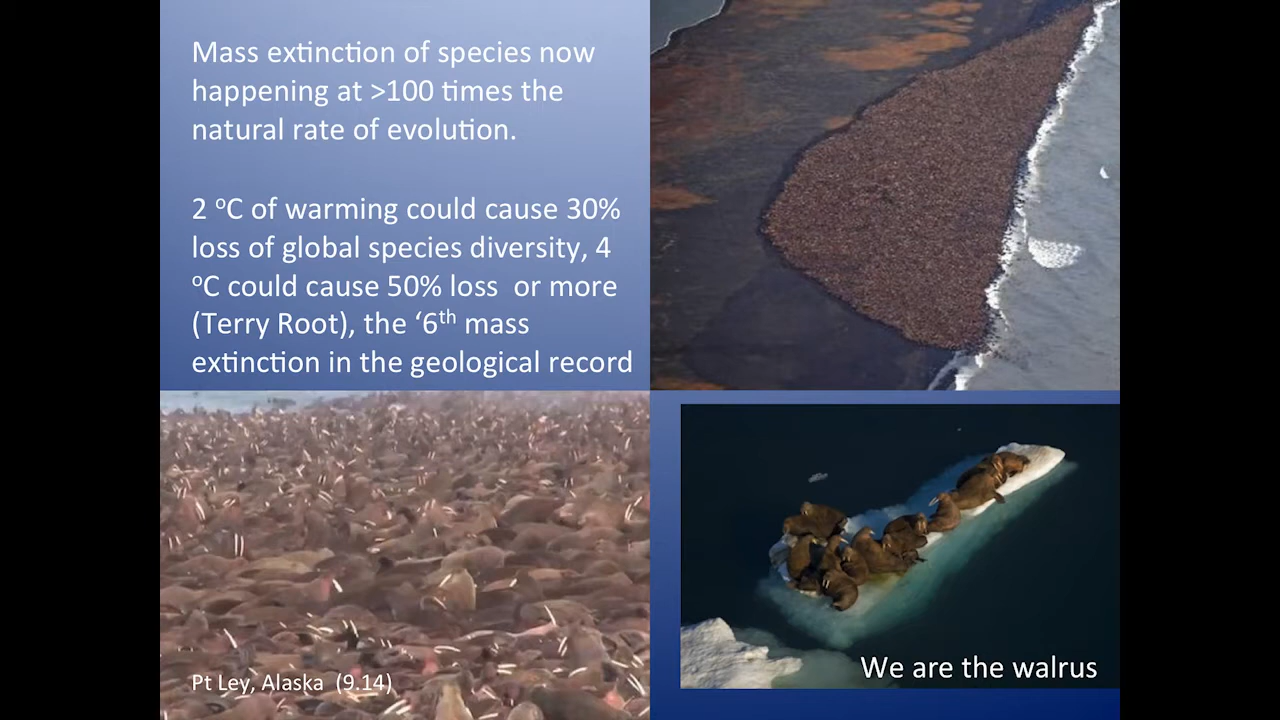 Mass extinction of species now
happening at >100 times the
natural rate of evolution.
2 ºC of warming could cause 30%
loss of global species diversity, 4
ºC could cause 50% loss  or more
(Terry Root), the ‘6th mass
extinction in the geological record
Pt Ley, Alaska  (9.14)
We are the walrus